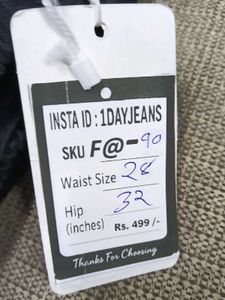 INSTA ID : 1DAYJEANS
SKU F@-90
Waist Size 28
Hip 32
(inches) Rs. 499 /-
Thanks For Choosing